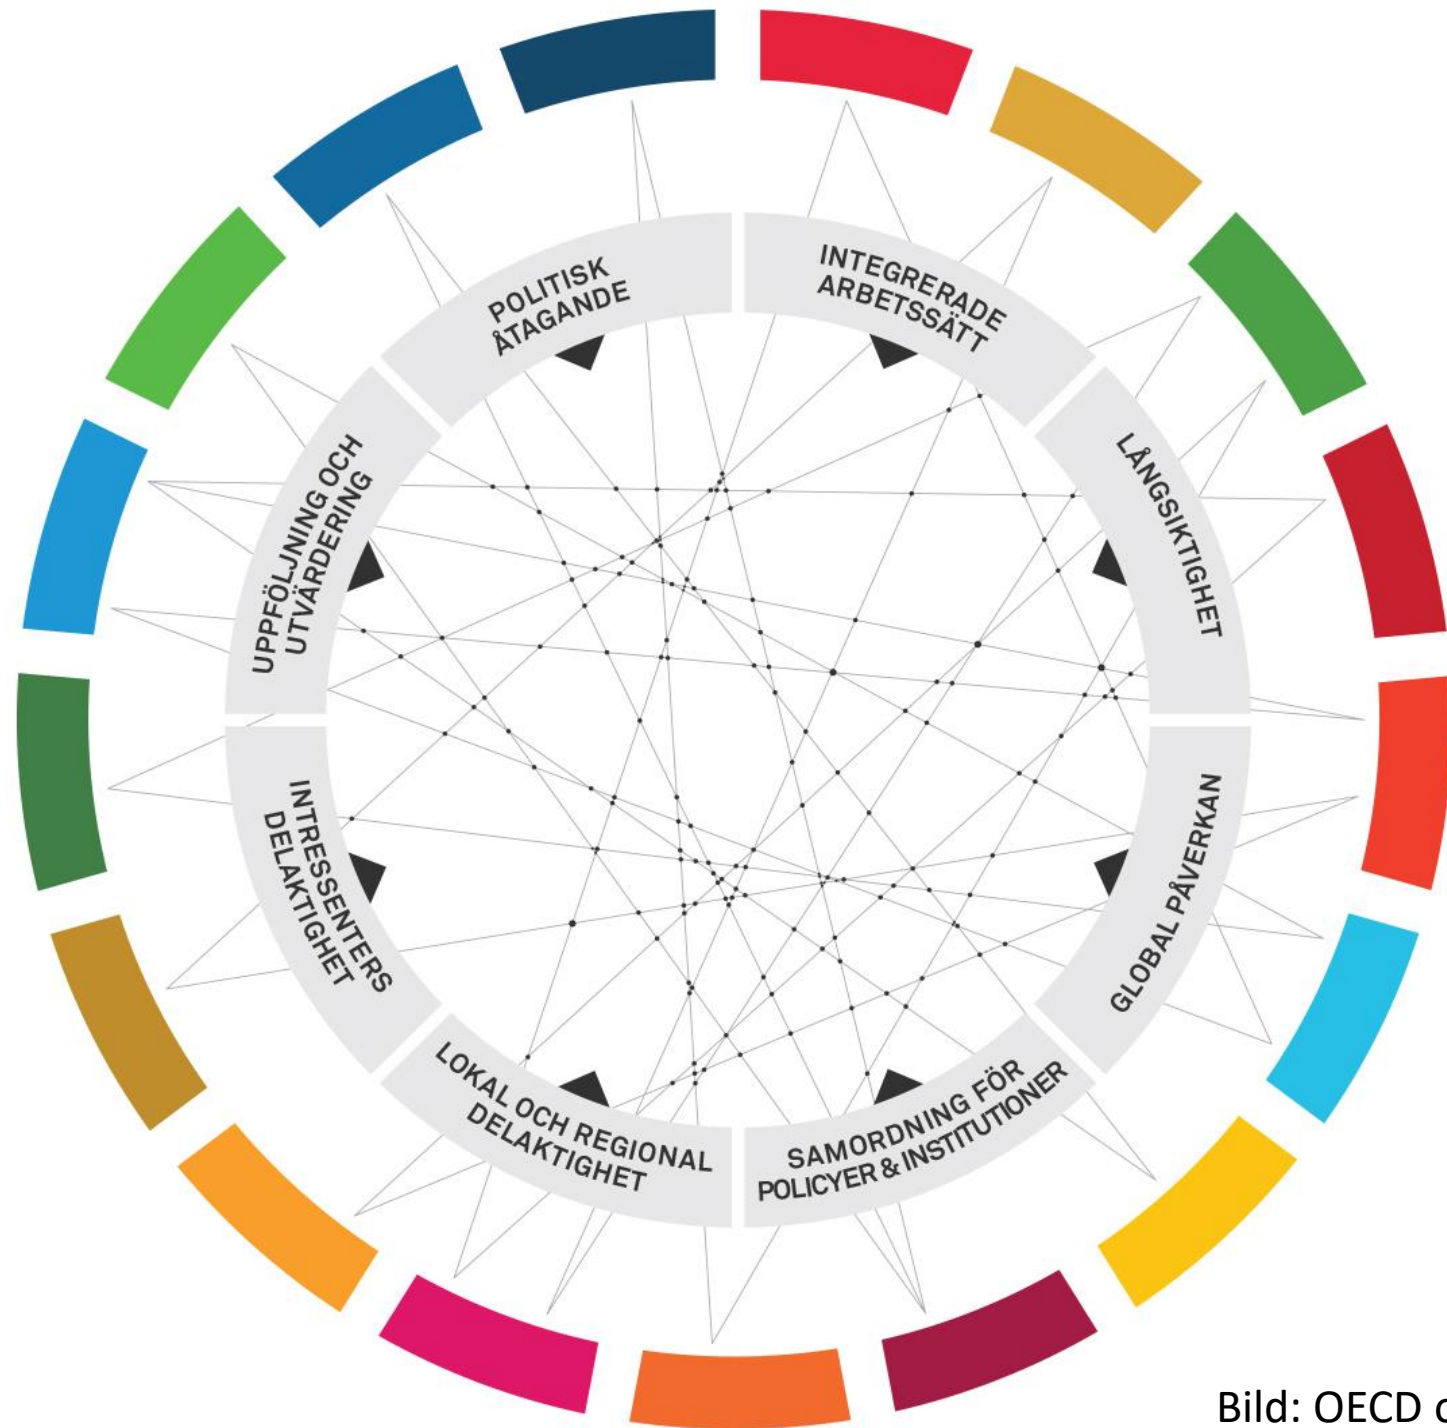 POLITISK
ÅTAGANDE
INTEGRERADE
ARBETSSÄTT
LÅNGSIKTIGHET
GLOBAL PÅVERKAN
SAMORDNING FÖR
POLICYER & INSTITUTIONER
LOKAL OCH REGIONAL
DELAKTIGHET
INTRESSENTERS
DELAKTIGHET
UPPFÖLJNING OCH
UTVÄRDERING
Bild: OECD